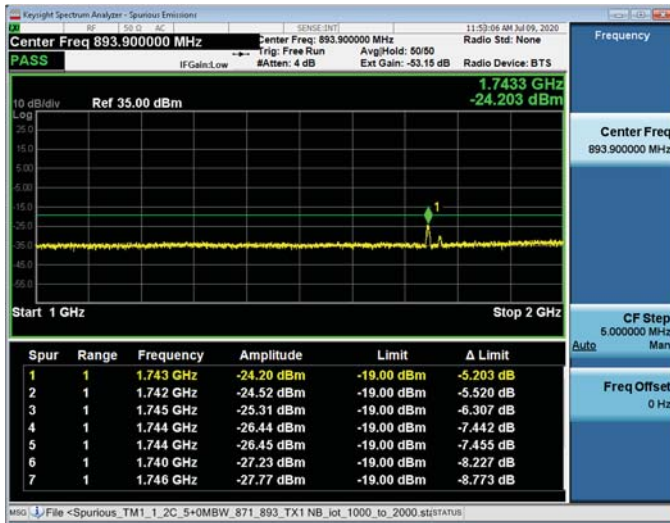 Keysight Spectrum Analyzer - Spurious Emissions
RF 50 Ω AC SENSE:INT 11:53:06 AM Jul 09, 2020
Center Freq 893.900000 MHz Center Freq: 893.900000 MHz Radio Std: None Frequency
Trig: Free Run Avg|Hold: 50/50
PASS IFGain:Low #Atten: 4 dB Ext Gain: -53.15 dB Radio Device: BTS
1.7433 GHz
10 dB/div Ref 35.00 dBm -24.203 dBm
Log
25.0
15.0
5.00
-5.00
-15.0
-25.0
-35.0
-45.0
-55.0
1
Start 1 GHz Stop 2 GHz
Center Freq
893.900000 MHz
CF Step
5.000000 MHz
Auto Man
Freq Offset
0 Hz
Spur Range Frequency Amplitude Limit Δ Limit
1 1 1.743 GHz -24.20 dBm -19.00 dBm -5.203 dB
2 1 1.742 GHz -24.52 dBm -19.00 dBm -5.520 dB
3 1 1.745 GHz -25.31 dBm -19.00 dBm -6.307 dB
4 1 1.744 GHz -26.44 dBm -19.00 dBm -7.442 dB
5 1 1.744 GHz -26.45 dBm -19.00 dBm -7.455 dB
6 1 1.740 GHz -27.23 dBm -19.00 dBm -8.227 dB
7 1 1.746 GHz -27.77 dBm -19.00 dBm -8.773 dB
MSG File <Spurious_TM1_1_2C_5+0MBW_871_893_TX1 NB_iot_1000_to_2000.st STATUS